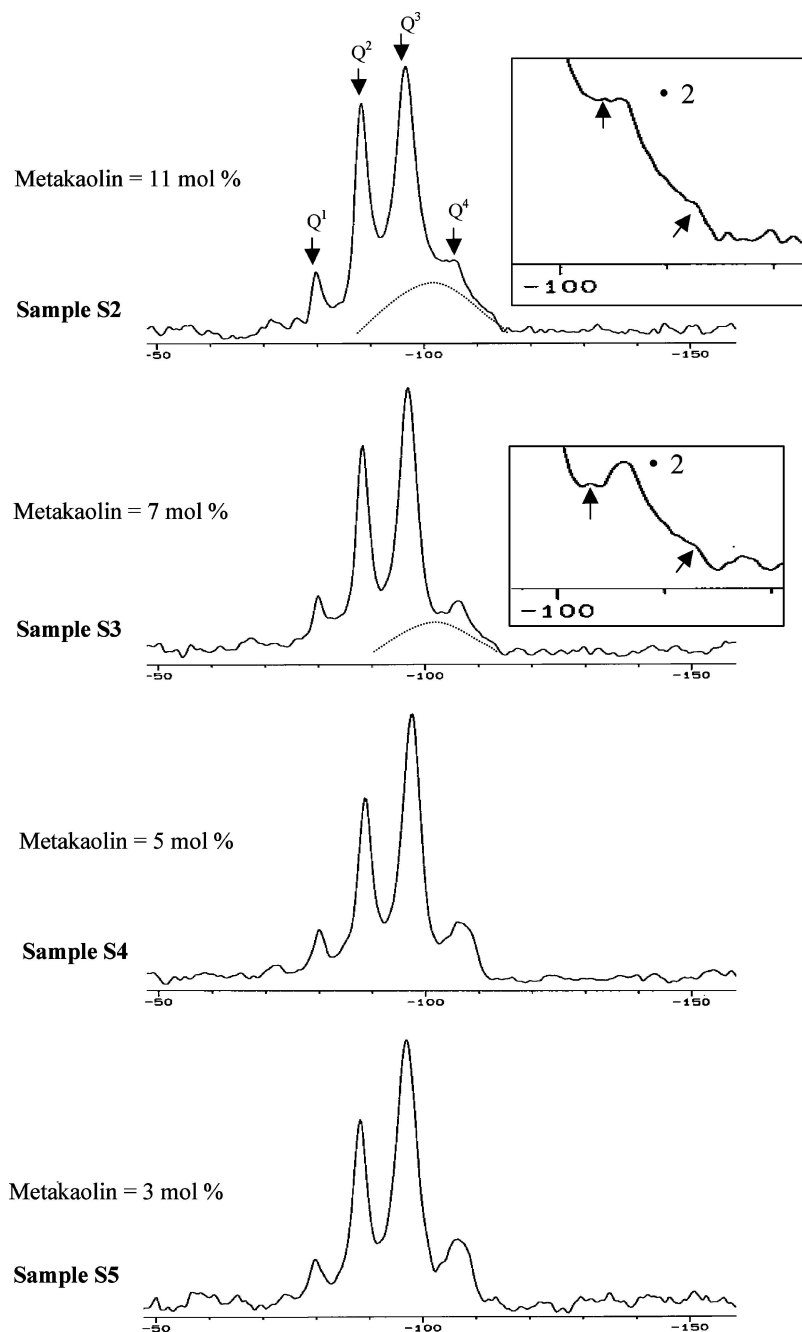 Q3
Q2
• 2
Metakaolin = 11 mol %
Q4
Q1
-100
Sample S2
-50
-100
-150
• 2
Metakaolin = 7 mol %
-100
Sample S3
-50
-100
-150
Metakaolin = 5 mol %
Sample S4
-50
-100
-150
Metakaolin = 3 mol %
Sample S5
-50
-100
-150